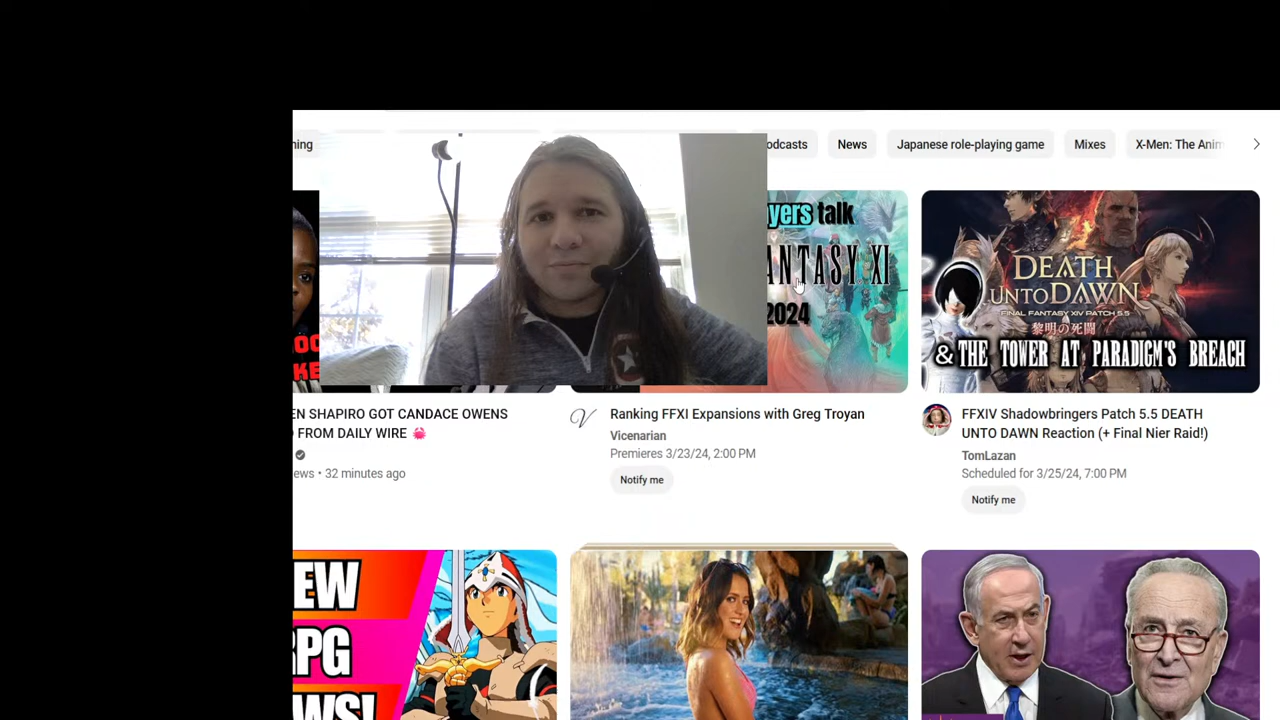 ning
odcasts
News
Japanese role-playing game
Mixes
X-Men: The Anim
ayers talk
ANTASY XI
2024
DEATH
UNTO DAWN
FINAL FANTASY XIV PATCH 5.5
黎明の死闘
& THE TOWER AT PARADIGM'S BREACH
EN SHAPIRO GOT CANDACE OWENS
FROM DAILY WIRE 🦀
ews • 32 minutes ago
Ranking FFXI Expansions with Greg Troyan
Vicenarian
Premieres 3/23/24, 2:00 PM
Notify me
FFXIV Shadowbringers Patch 5.5 DEATH
UNTO DAWN Reaction (+ Final Nier Raid!)
TomLazan
Scheduled for 3/25/24, 7:00 PM
Notify me
EW
RPG
WS!